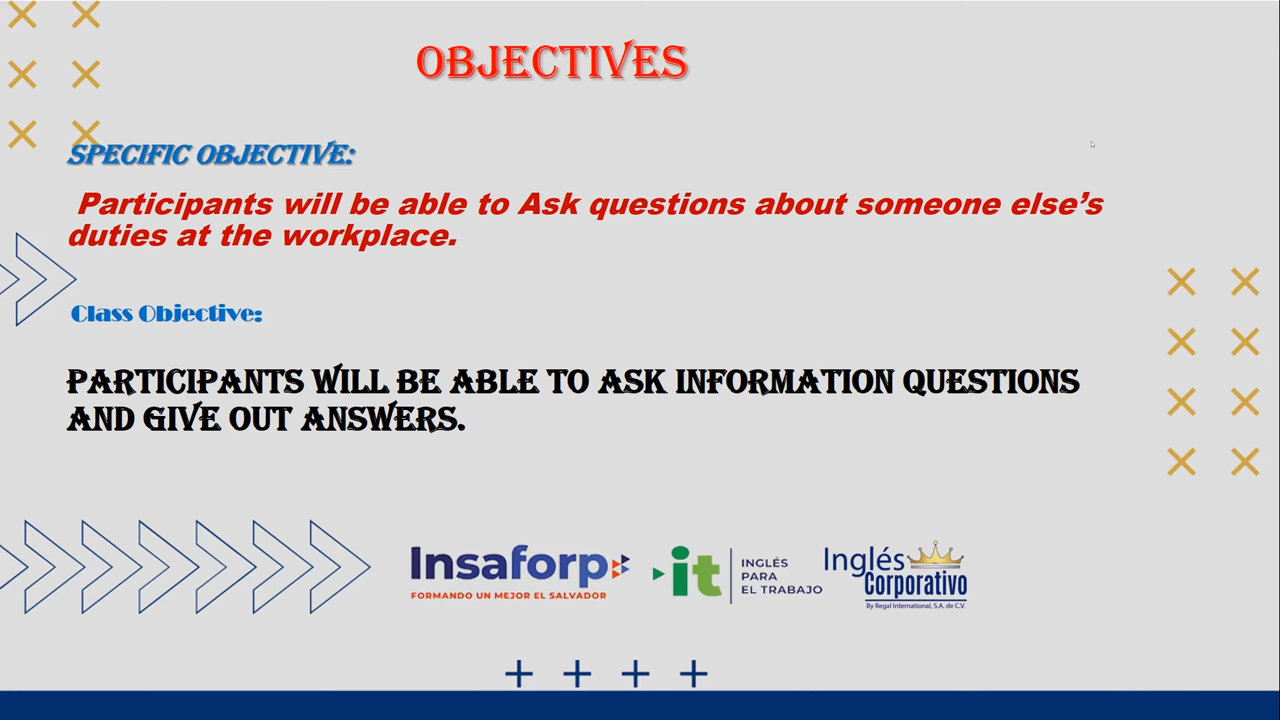 OBJECTIVES
SPECIFIC OBJECTIVE:
Participants will be able to Ask questions about someone else's
duties at the workplace.
Class Objective:
PARTICIPANTS WILL BE ABLE TO ASK INFORMATION QUESTIONS
AND GIVE OUT ANSWERS.
Insaforp
FORMANDO UN MEJOR EL SALVADOR
it
INGLÉS
PARA
EL TRABAJO
Inglés
Corporativo
By Regal International, S.A. de C.V.